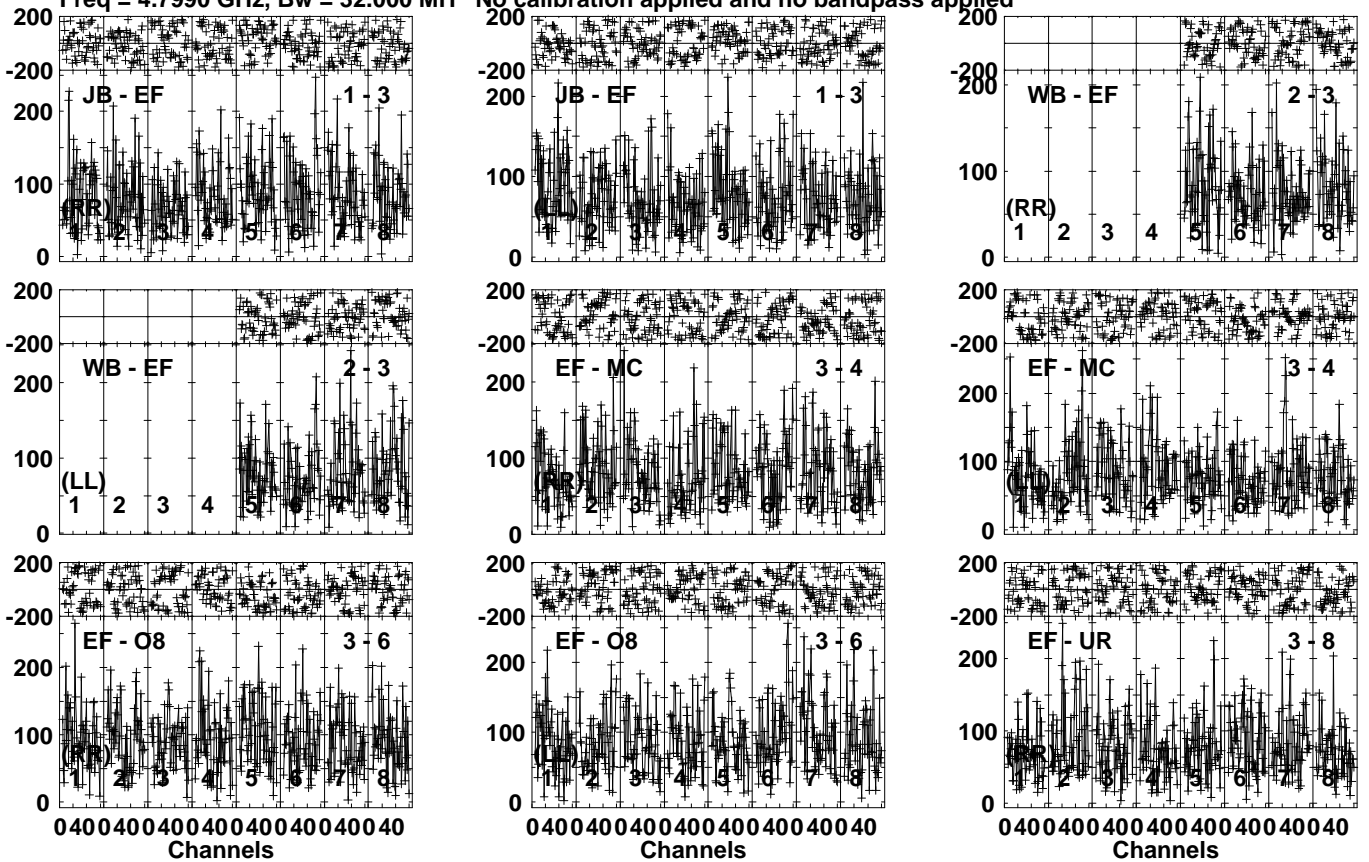 Freq = 4.7990 GHz, Bw = 32.000 MH No calibration applied and no bandpass applied
200 200 200
-200 -200 -200
JB - EF 1 - 3 JB - EF 1 - 3 WB - EF 2 - 3
200 200 200
100 100 100
(RR) (LL) (RR)
1 2 3 4 5 6 7 8 1 2 3 4 5 6 7 8 1 2 3 4 5 6 7 8
0 0 0
200 200 200
-200 -200 -200
WB - EF 2 - 3 EF - MC 3 - 4 EF - MC 3 - 4
200 200 200
100 100 100
(LL) (RR) (LL)
1 2 3 4 5 6 7 8 1 2 3 4 5 6 7 8 1 2 3 4 5 6 7 8
0 0 0
200 200 200
-200 -200 -200
EF - O8 3 - 6 EF - O8 3 - 6 EF - UR 3 - 8
200 200 200
100 100 100
(RR) (LL) (RR)
1 2 3 4 5 6 7 8 1 2 3 4 5 6 7 8 1 2 3 4 5 6 7 8
0 0 0
0 40 0 40 0 40 0 40 0 40 0 40 0 40 0 40 0 40 0 40 0 40 0 40 0 40 0 40 0 40 0 40 0 40 0 40 0 40 0 40 0 40 0 40 0 40 0 40
Channels Channels Channels